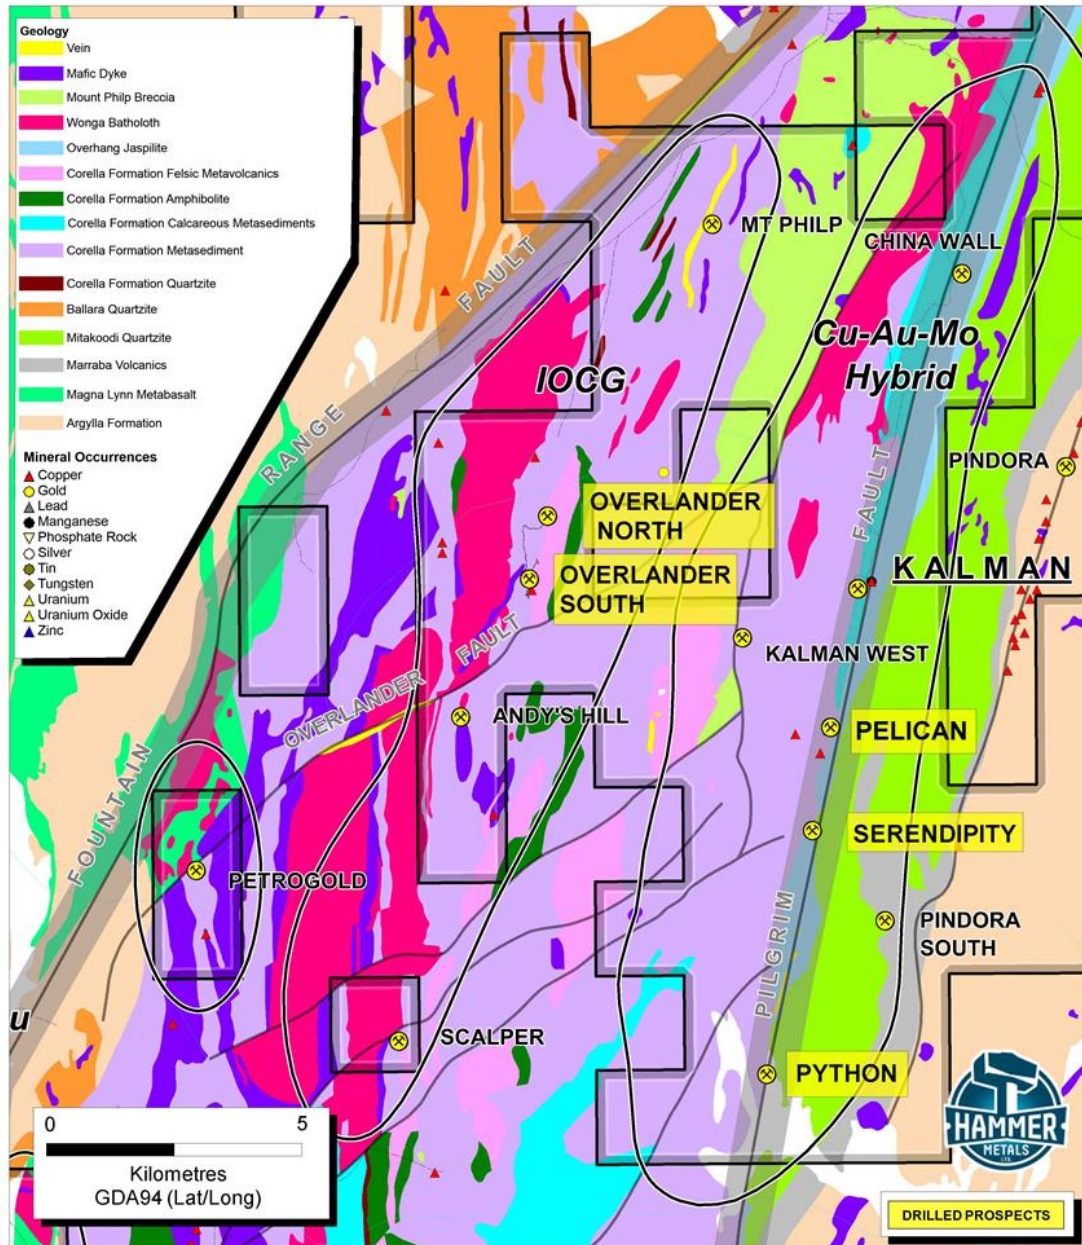 Geology
Vein
Mafic Dyke
Mount Philp Breccia
Wonga Batholoth
Overhang Jaspilite
Corella Formation Felsic Metavolcanics
Corella Formation Amphibolite
Corella Formation Calcareous Metasediments
Corella Formation Metasediment
Corella Formation Quartzite
Ballara Quartzite
Mitakoodi Quartzite
Marraba Volcanics
Magna Lynn Metabasalt
Argylla Formation
Mineral Occurrences
Copper
Gold
Lead
Manganese
Phosphate Rock
Silver
Tin
Tungsten
Uranium
Uranium Oxide
Zinc
MT PHILP
CHINA WALL
FOUNTAIN RANGE FAULT
IOCG
Cu-Au-Mo
Hybrid
PINDORA
OVERLANDER
NORTH
OVERLANDER
SOUTH
KALMAN
KALMAN WEST
OVERLANDER FAULT
ANDY'S HILL
PELICAN
SERENDIPITY
PETROGOLD
PINDORA
SOUTH
PILGRIM FAULT
u
SCALPER
PYTHON
0 5
Kilometres
GDA94 (Lat/Long)
HAMMER
METALS
LTD.
DRILLED PROSPECTS